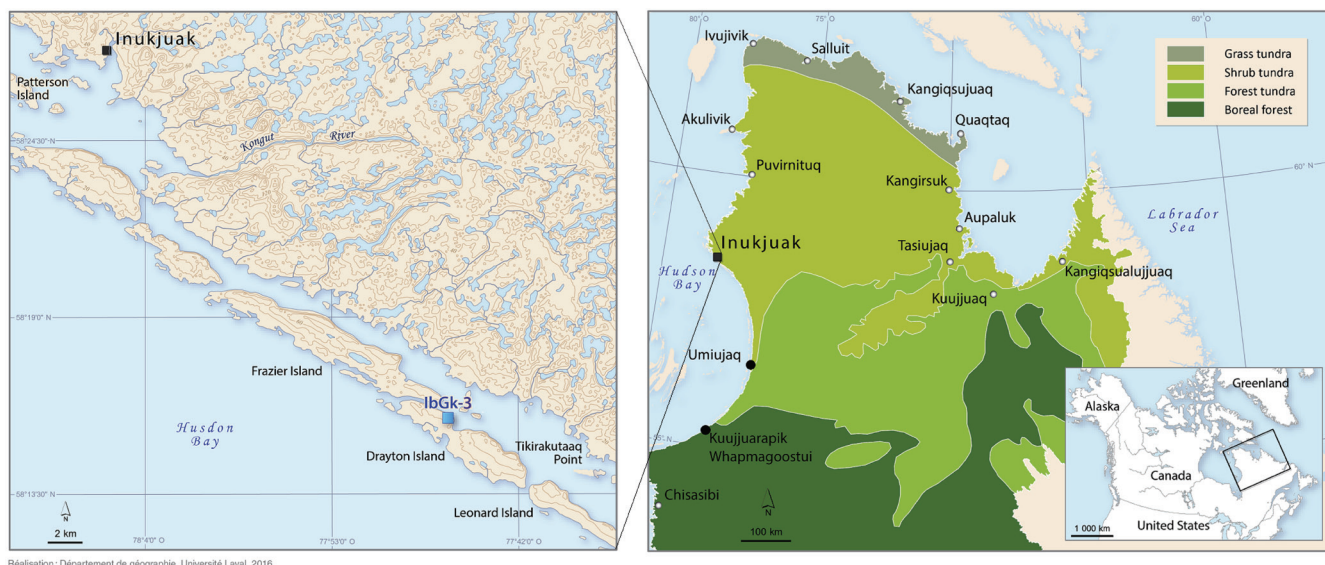 Inukjuak
Patterson
Island
58°24'30"
Kongut River
58°19'0"
Frazier Island
IbGk-3
Husdon
Bay
Drayton Island
Tikirakutaaq
Point
58°13'30"
Leonard Island
N
2 km
78°4'0"
77°53'0"
77°42'0"
Réalisation : Département de géographie, Université Laval, 2016
80°
75°
60°
Ivujivik
Salluit
Kangiqsujuaq
Quaqtaq
Akulivik
Puvirnituq
Kangirsuk
60° N
Aupaluk
Labrador
Sea
Inukjuak
Tasiujaq
Hudson
Bay
Kangiqsualujjuaq
Kuujjuaq
Umiujaq
55° N
Kuujjuarapik
Whapmagoostui
Chisasibi
N
100 km
Grass tundra
Shrub tundra
Forest tundra
Boreal forest
Greenland
Alaska
Canada
United States
1 000 km